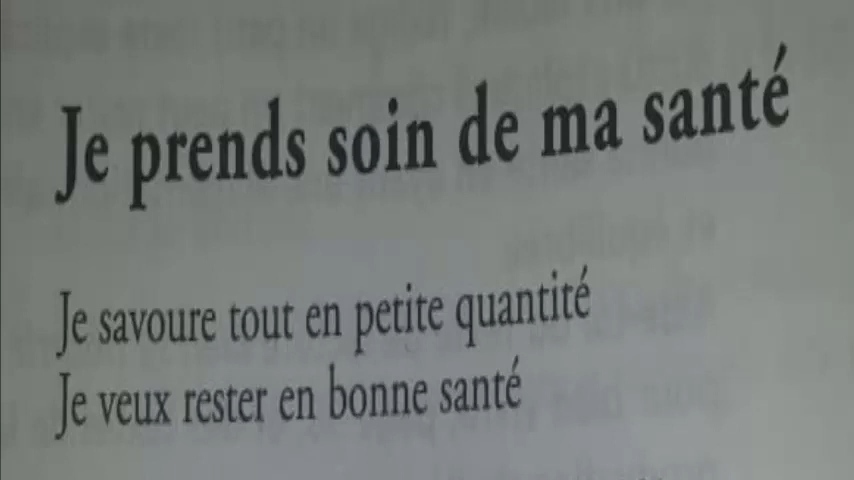 Je prends soin de ma santé
Je savoure tout en petite quantité
Je veux rester en bonne santé